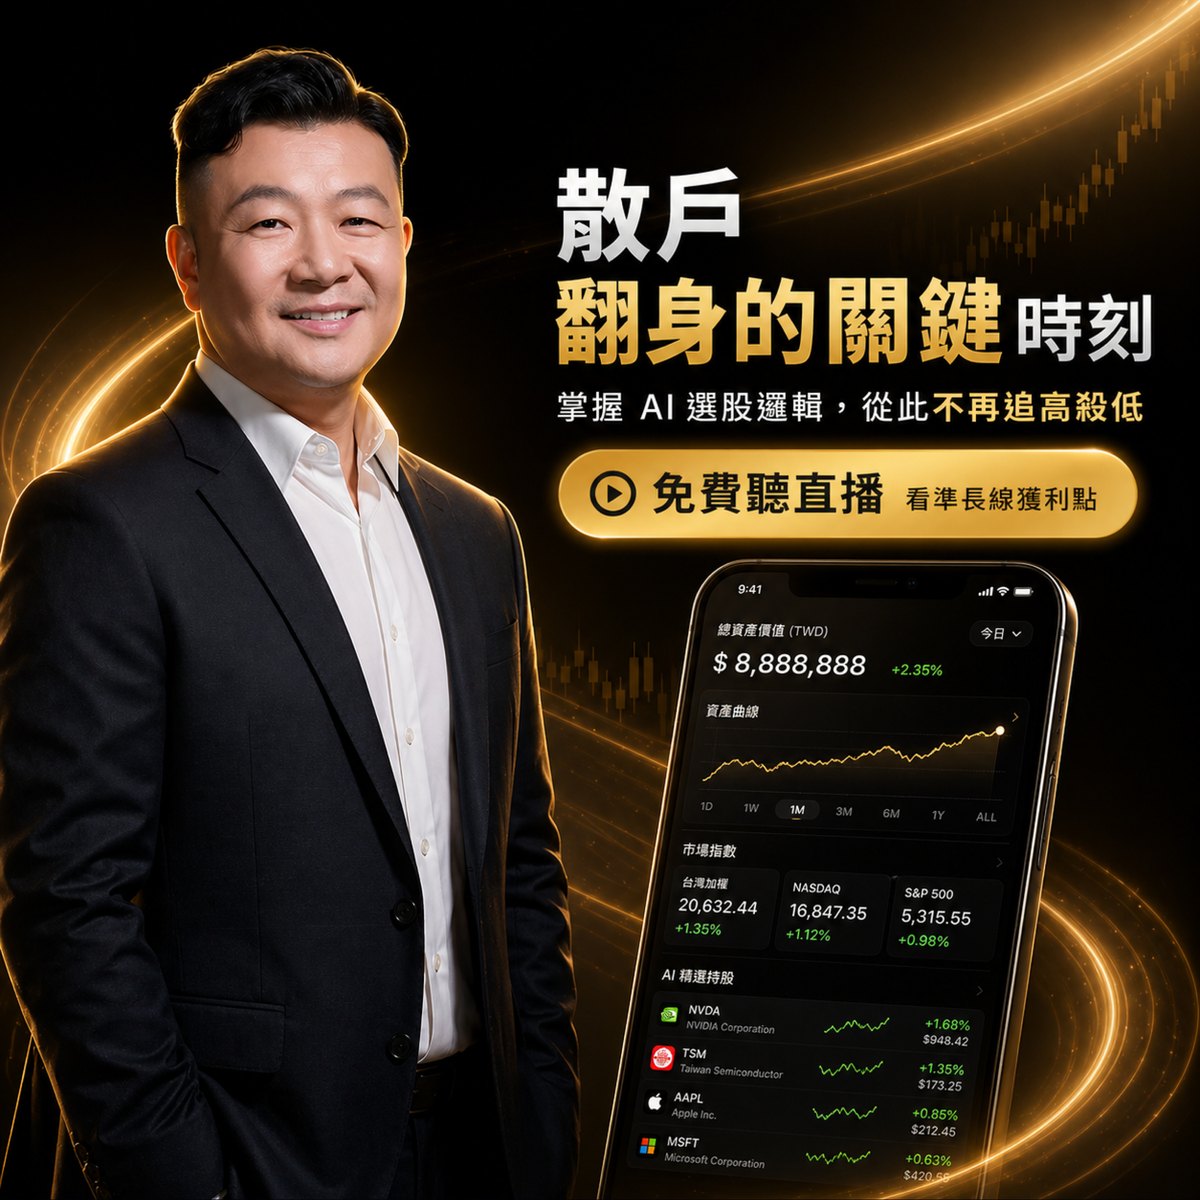 散戶
翻身的關鍵時刻
掌握 AI 選股邏輯，從此不再追高殺低
免費聽直播 看準長線獲利點
9:41
總資產價值 (TWD)
今日
$ 8,888,888 +2.35%
資產曲線
1D 1W 1M 3M 6M 1Y ALL
市場指數
台灣加權 NASDAQ S&P 500
20,632.44 16,847.35 5,315.55
+1.35% +1.12% +0.98%
AI 精選持股
NVDA +1.68%
NVIDIA Corporation $948.42
TSM +1.35%
Taiwan Semiconductor $173.25
AAPL +0.85%
Apple Inc. $212.45
MSFT +0.63%
Microsoft Corporation $420.55